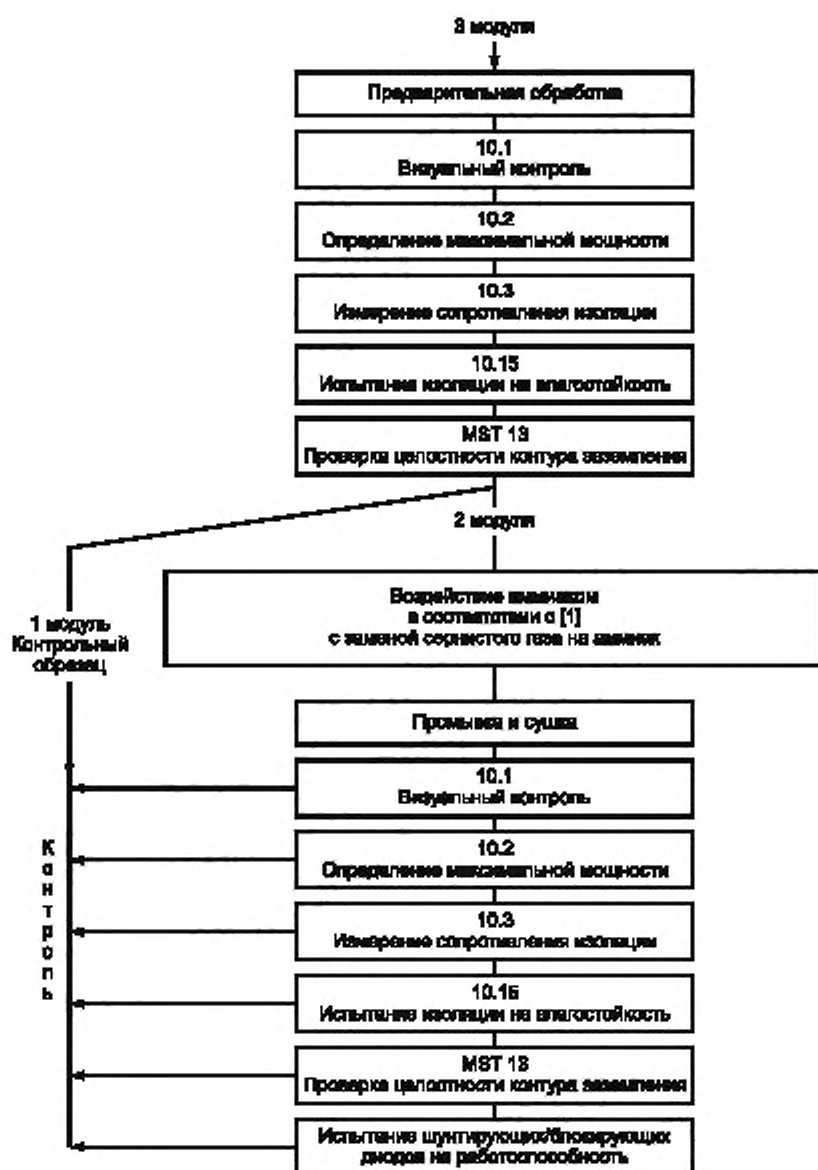 3 модуля
Предварительная обработка
10.1
Визуальный контроль
10.2
Определение максимальной мощности
10.3
Измерение сопротивления изоляции
10.15
Испытания изоляции на влагостойкость
MST 13
Проверка целостности контура заземления
2 модуля
Воздействие аммиаком
в соответствии с [1]
с заменой сернистого газа на аммиак
1 модуль
Контрольный
образец
Промывка и сушка
10.1
Визуальный контроль
10.2
Определение максимальной мощности
10.3
Измерение сопротивления изоляции
10.15
Испытание изоляции на влагостойкость
MST 13
Проверка целостности контура заземления
Испытание шунтирующих/блокирующих
диодов на работоспособность
Контроль